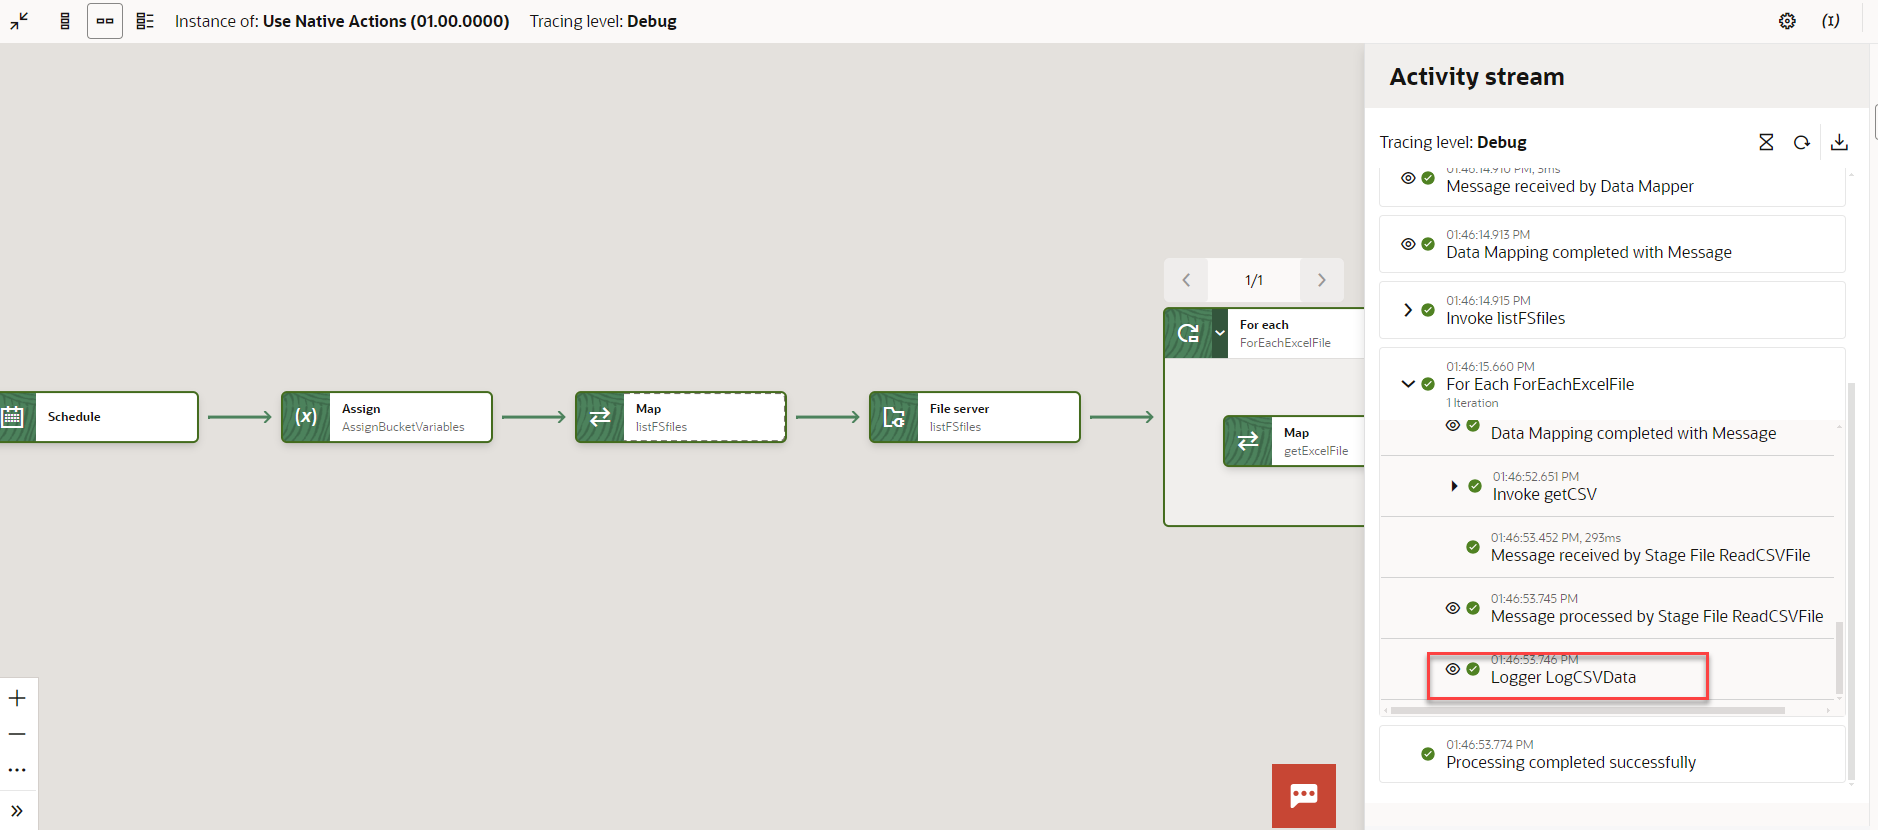 Instance of: Use Native Actions (01.00.0000) Tracing level: Debug
(I)
Activity stream
Tracing level: Debug
01:46:14.910 PM, 3ms
Message received by Data Mapper
01:46:14.913 PM
Data Mapping completed with Message
01:46:14.915 PM
Invoke listFSfiles
01:46:15.660 PM
For Each ForEachExcelFile
1 Iteration
Data Mapping completed with Message
01:46:52.651 PM
Invoke getCSV
01:46:53.452 PM, 293ms
Message received by Stage File ReadCSVFile
01:46:53.745 PM
Message processed by Stage File ReadCSVFile
01:46:53.746 PM
Logger LogCSVData
01:46:53.774 PM
Processing completed successfully
Schedule
(x)
Assign
AssignBucketVariables
Map
listFSfiles
File server
listFSfiles
1/1
For each
ForEachExcelFile
Map
getExcelFile